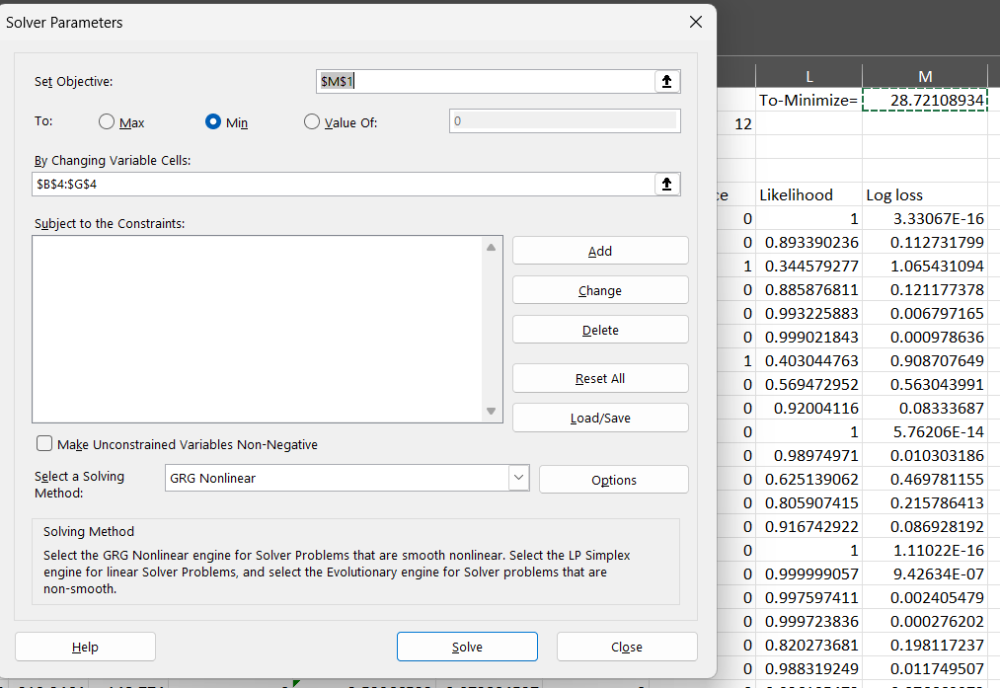 Solver Parameters
Set Objective: $M$1
To: Max Min Value Of: 0
By Changing Variable Cells:
$B$4:$G$4
Subject to the Constraints:
Add
Change
Delete
Reset All
Load/Save
Make Unconstrained Variables Non-Negative
Select a Solving
Method:
GRG Nonlinear
Options
Solving Method
Select the GRG Nonlinear engine for Solver Problems that are smooth nonlinear. Select the LP Simplex
engine for linear Solver Problems, and select the Evolutionary engine for Solver problems that are
non-smooth.
Help Solve Close
L M
To-Minimize= 28.72108934
12
Likelihood Log loss
0 1 3.33067E-16
0 0.893390236 0.112731799
1 0.344579277 1.065431094
0 0.885876811 0.121177378
0 0.993225883 0.006797165
0 0.999021843 0.000978636
1 0.403044763 0.908707649
0 0.569472952 0.563043991
0 0.92004116 0.08333687
0 1 5.76206E-14
0 0.98974971 0.010303186
0 0.625139062 0.469781155
0 0.805907415 0.215786413
0 0.916742922 0.086928192
0 1 1.11022E-16
0 0.999999057 9.42634E-07
0 0.997597411 0.002405479
0 0.999723836 0.000276202
0 0.820273681 0.198117237
0 0.988319249 0.011749507